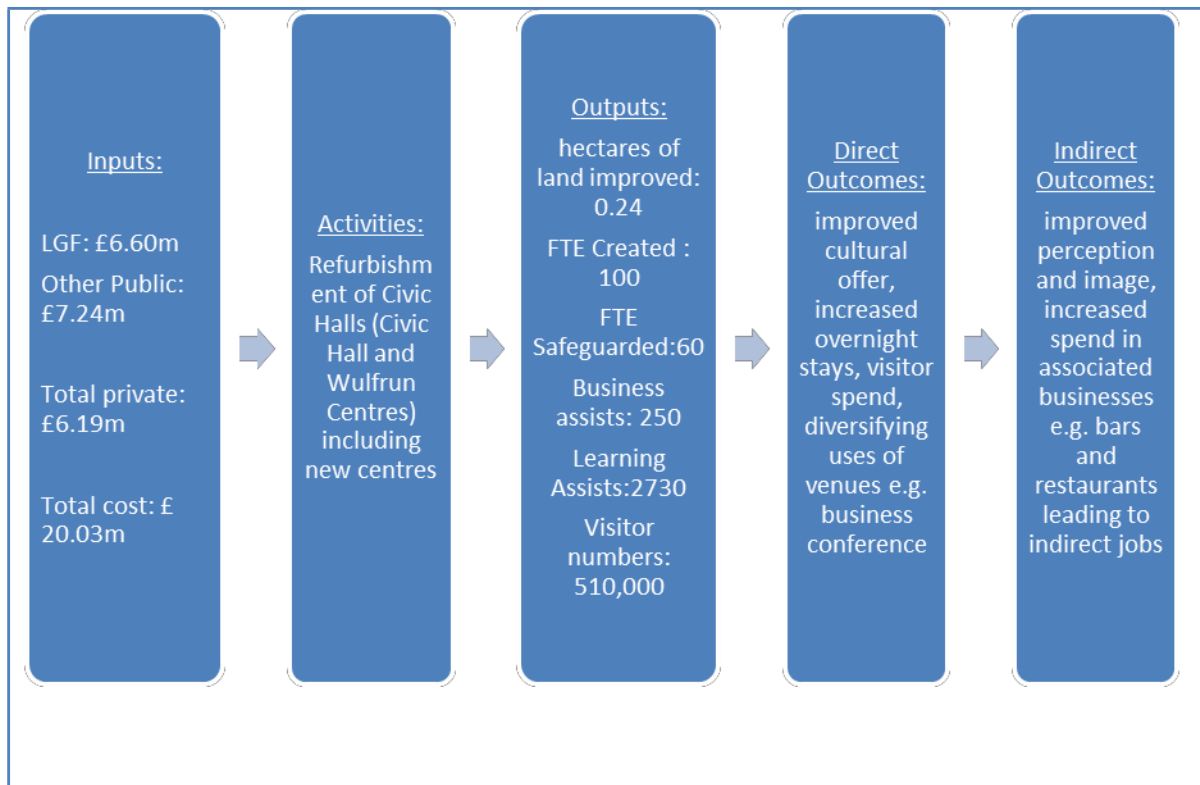 Inputs:
LGF: £6.60m
Other Public:
£7.24m
Total private:
£6.19m
Total cost: £
20.03m
Activities:
Refurbishm
ent of Civic
Halls (Civic
Hall and
Wulfrun
Centres)
including
new centres
Outputs:
hectares of
land improved:
0.24
FTE Created :
100
FTE
Safeguarded:60
Business
assists: 250
Learning
Assists:2730
Visitor
numbers:
510,000
Direct
Outcomes:
improved
cultural
offer,
increased
overnight
stays, visitor
spend,
diversifying
uses of
venues e.g.
business
conference
Indirect
Outcomes:
improved
perception
and image,
increased
spend in
associated
businesses
e.g. bars
and
restaurants
leading to
indirect jobs